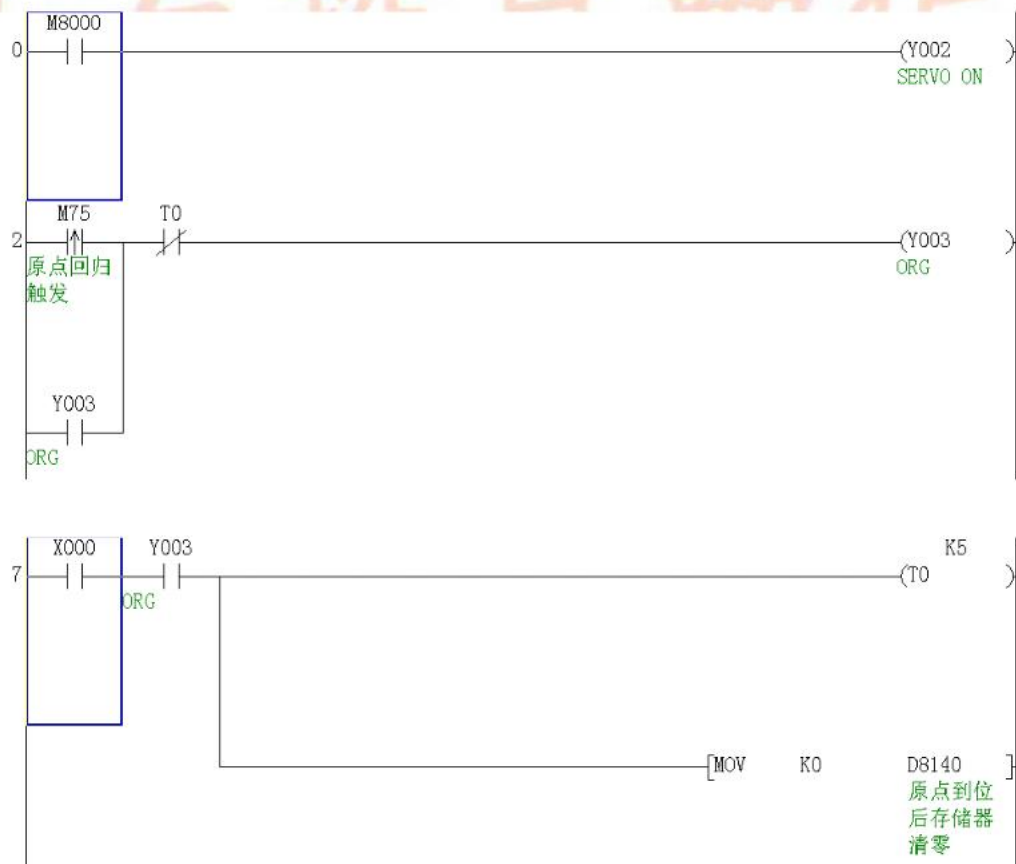 M8000
0
(Y002 )
SERVO ON
M75 T0
2
(Y003 )
原点回归
触发
ORG
Y003
ORG
X000 Y003 K5
7
(T0 )
ORG
[MOV K0 D8140 ]
原点到位
后存储器
清零